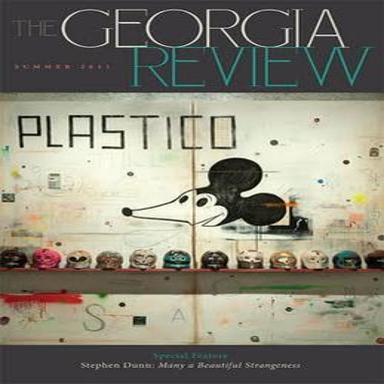 THE GEORGIA
REVIEW
SUMMER 2011
PLASTICO
S A
Special Feature
Stephen Dunn: Many a Beautiful Strangeness